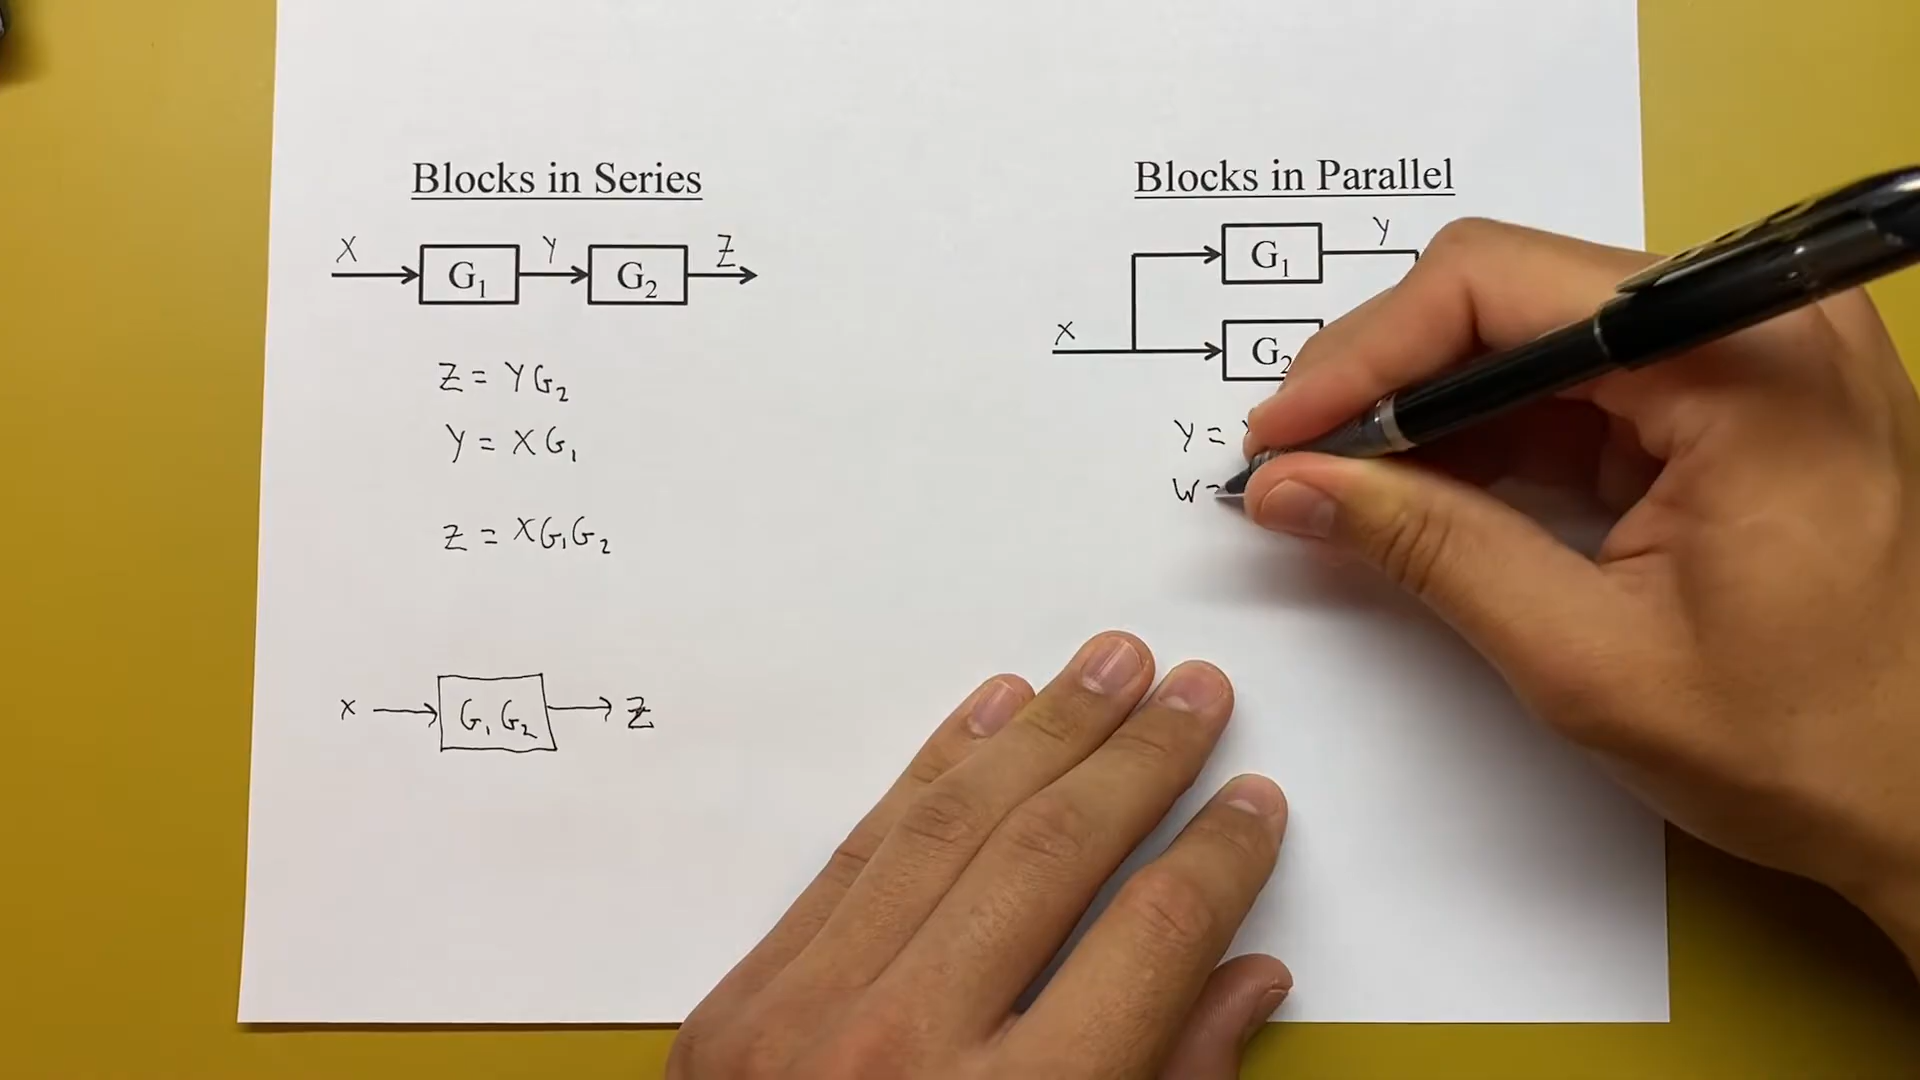 Blocks in Series
X G₁ Y G₂ Z
Z = YG₂
Y = XG₁
Z = XG₁G₂
X G₁G₂ Z
Blocks in Parallel
G₁ Y
X G₂
Y =
W